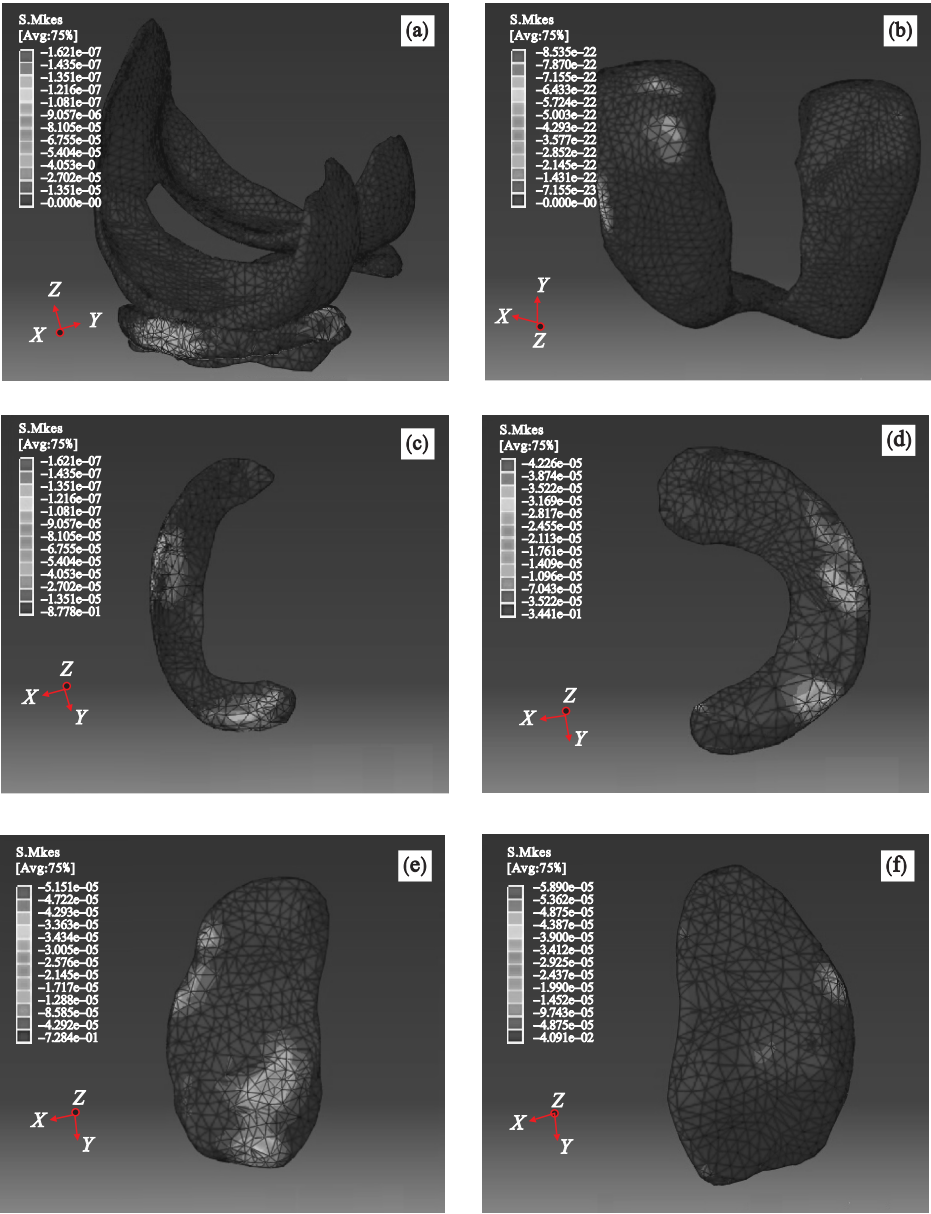 S.Mkes
[Avg:75%]
(a)
−1.621e−07
−1.435e−07
−1.351e−07
−1.216e−07
−1.081e−07
−9.057e−06
−8.105e−05
−6.755e−05
−5.404e−05
−4.053e−0
−2.702e−05
−1.351e−05
−0.000e−00
Z
Y
X
S.Mkes
[Avg:75%]
(b)
−8.535e−22
−7.870e−22
−7.155e−22
−6.433e−22
−5.724e−22
−5.003e−22
−4.293e−22
−3.577e−22
−2.852e−22
−2.145e−22
−1.431e−22
−7.155e−23
−0.000e−00
Y
X
Z
S.Mkes
[Avg:75%]
(c)
−1.621e−07
−1.435e−07
−1.351e−07
−1.216e−07
−1.081e−07
−9.057e−05
−8.105e−05
−6.755e−05
−5.404e−05
−4.053e−05
−2.702e−05
−1.351e−05
−8.778e−01
Z
X
Y
S.Mkes
[Avg:75%]
(d)
−4.226e−05
−3.874e−05
−3.522e−05
−3.169e−05
−2.817e−05
−2.455e−05
−2.113e−05
−1.761e−05
−1.409e−05
−1.096e−05
−7.043e−05
−3.522e−05
−3.441e−01
Z
X
Y
S.Mkes
[Avg:75%]
(e)
−5.151e−05
−4.722e−05
−4.293e−05
−3.363e−05
−3.434e−05
−3.005e−05
−2.576e−05
−2.145e−05
−1.717e−05
−1.288e−05
−8.585e−05
−4.292e−05
−7.284e−01
Z
X
Y
S.Mkes
[Avg:75%]
(f)
−5.890e−05
−5.362e−05
−4.875e−05
−4.387e−05
−3.900e−05
−3.412e−05
−2.925e−05
−2.437e−05
−1.990e−05
−1.452e−05
−9.743e−05
−4.875e−05
−4.091e−02
Z
X
Y